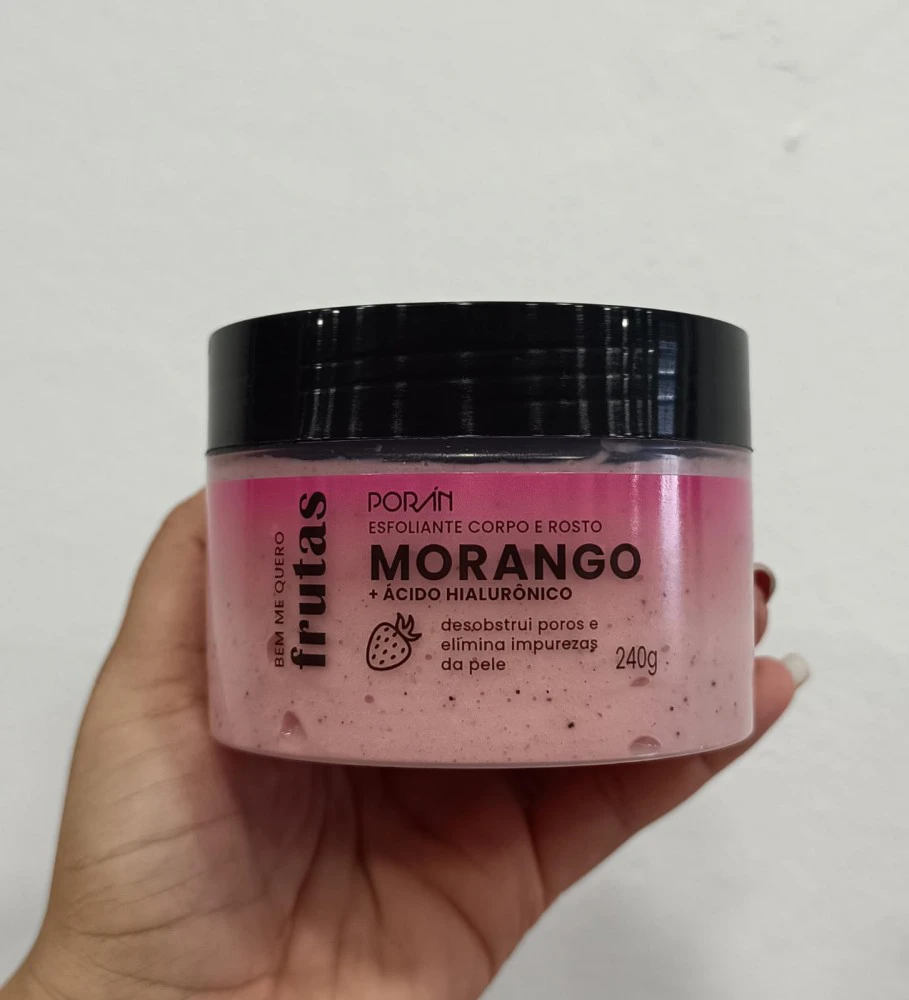 BEM ME QUERO
frutas
PORÁN
ESFOLIANTE CORPO E ROSTO
MORANGO
+ ÁCIDO HIALURÔNICO
desobstrui poros e
elimina impurezas
da pele
240g